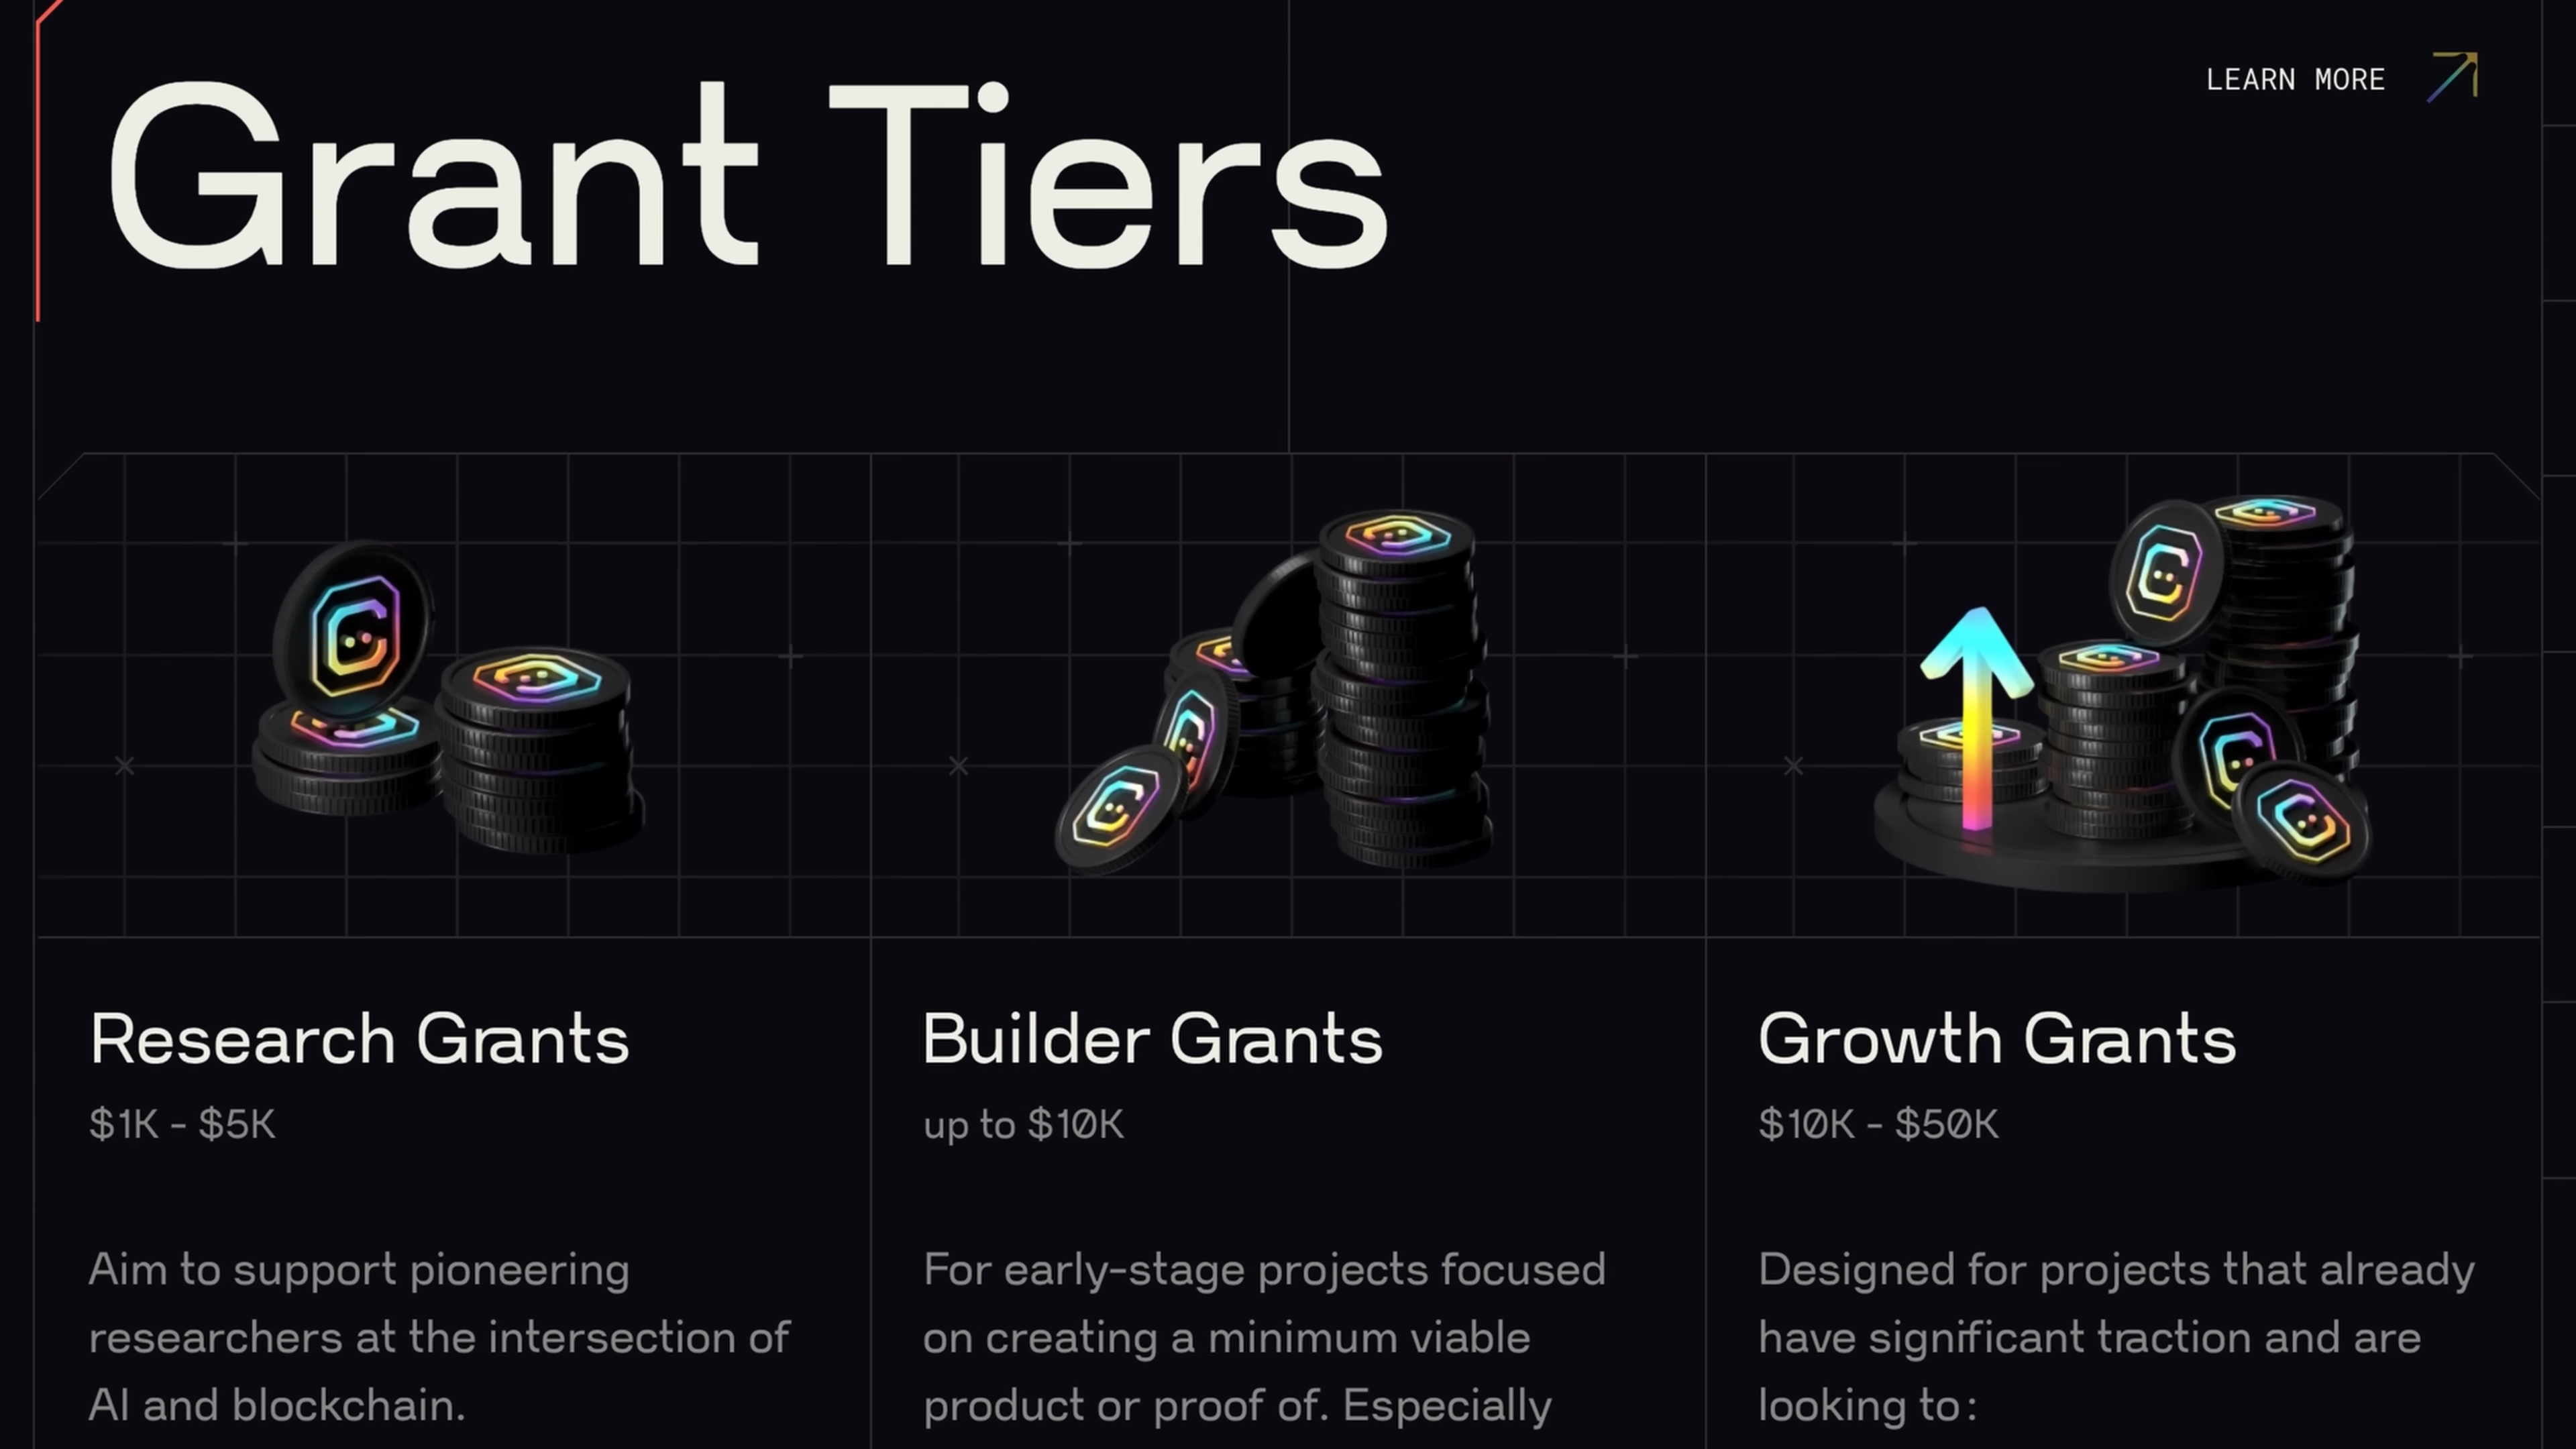 Grant Tiers
LEARN MORE
Research Grants
$1K - $5K
Aim to support pioneering
researchers at the intersection of
AI and blockchain.
Builder Grants
up to $10K
For early-stage projects focused
on creating a minimum viable
product or proof of. Especially
Growth Grants
$10K - $50K
Designed for projects that already
have significant traction and are
looking to: